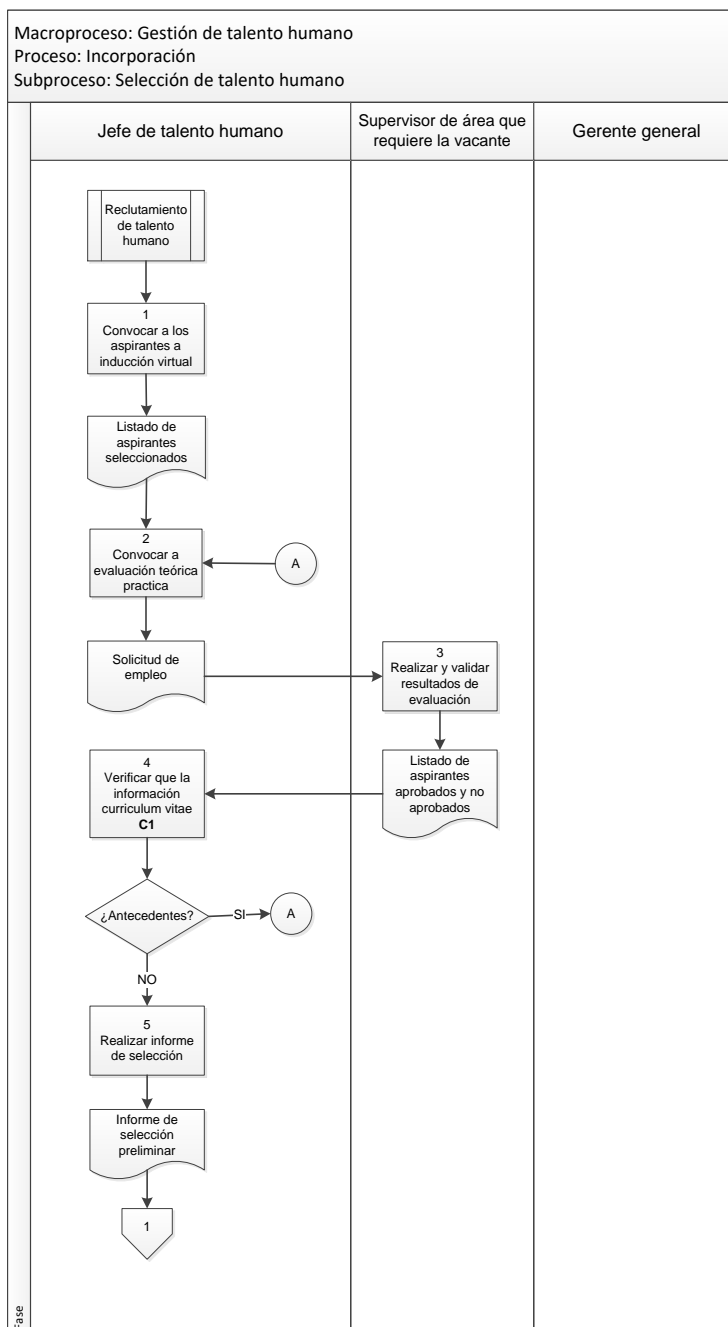 Macroproceso: Gestión de talento humano
Proceso: Incorporación
Subproceso: Selección de talento humano
Jefe de talento humano
Supervisor de área que
requiere la vacante
Gerente general
Reclutamiento
de talento
humano
1
Convocar a los
aspirantes a
inducción virtual
Listado de
aspirantes
seleccionados
2
Convocar a
evaluación teórica
practica
A
Solicitud de
empleo
3
Realizar y validar
resultados de
evaluación
Listado de
aspirantes
aprobados y no
aprobados
4
Verificar que la
información
curriculum vitae
C1
¿Antecedentes?
SI
A
NO
5
Realizar informe
de selección
Informe de
selección
preliminar
1
Fase